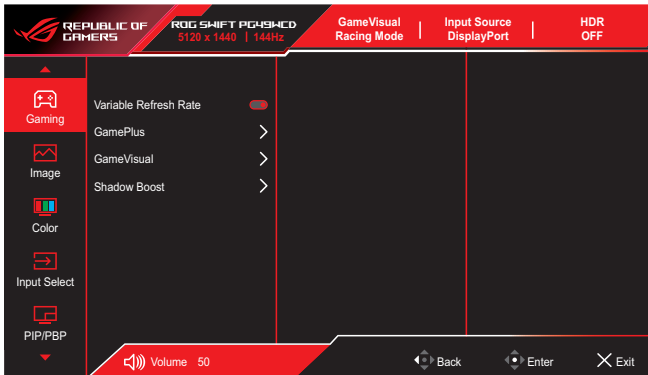 REPUBLIC OF
GAMERS
ROG SWIFT PG49WCD
5120 x 1440 | 144Hz
GameVisual
Racing Mode
Input Source
DisplayPort
HDR
OFF
Gaming
Image
Color
Input Select
PIP/PBP
Variable Refresh Rate
GamePlus
GameVisual
Shadow Boost
Volume 50
Back
Enter
Exit